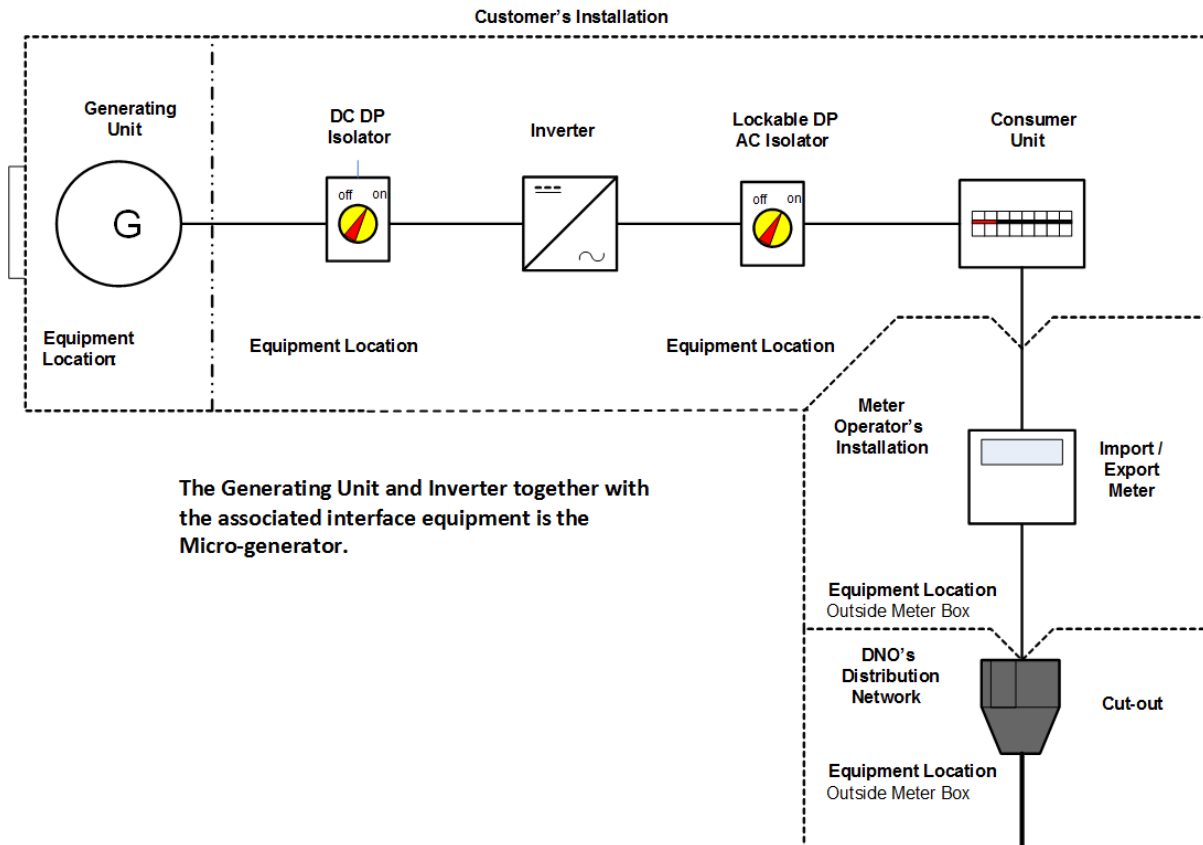 Customer's Installation
Generating
Unit
DC DP
Isolator
Inverter
Lockable DP
AC Isolator
Consumer
Unit
off on
off on
G
Equipment
Location:
Equipment Location
Equipment Location
Meter
Operator's
Installation
Import /
Export
Meter
The Generating Unit and Inverter together with
the associated interface equipment is the
Micro-generator.
Equipment Location
Outside Meter Box
DNO's
Distribution
Network
Cut-out
Equipment Location
Outside Meter Box